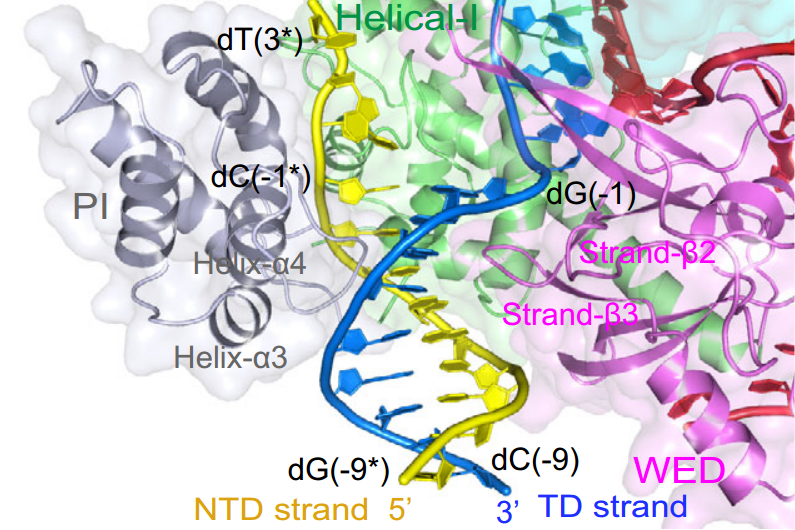 Helical-I
dT(3*)
dC(-1*)
dG(-1)
PI
Strand-β2
Helix-α4
Strand-β3
Helix-α3
dG(-9*)
dC(-9)
WED
NTD strand 5’
3’ TD strand